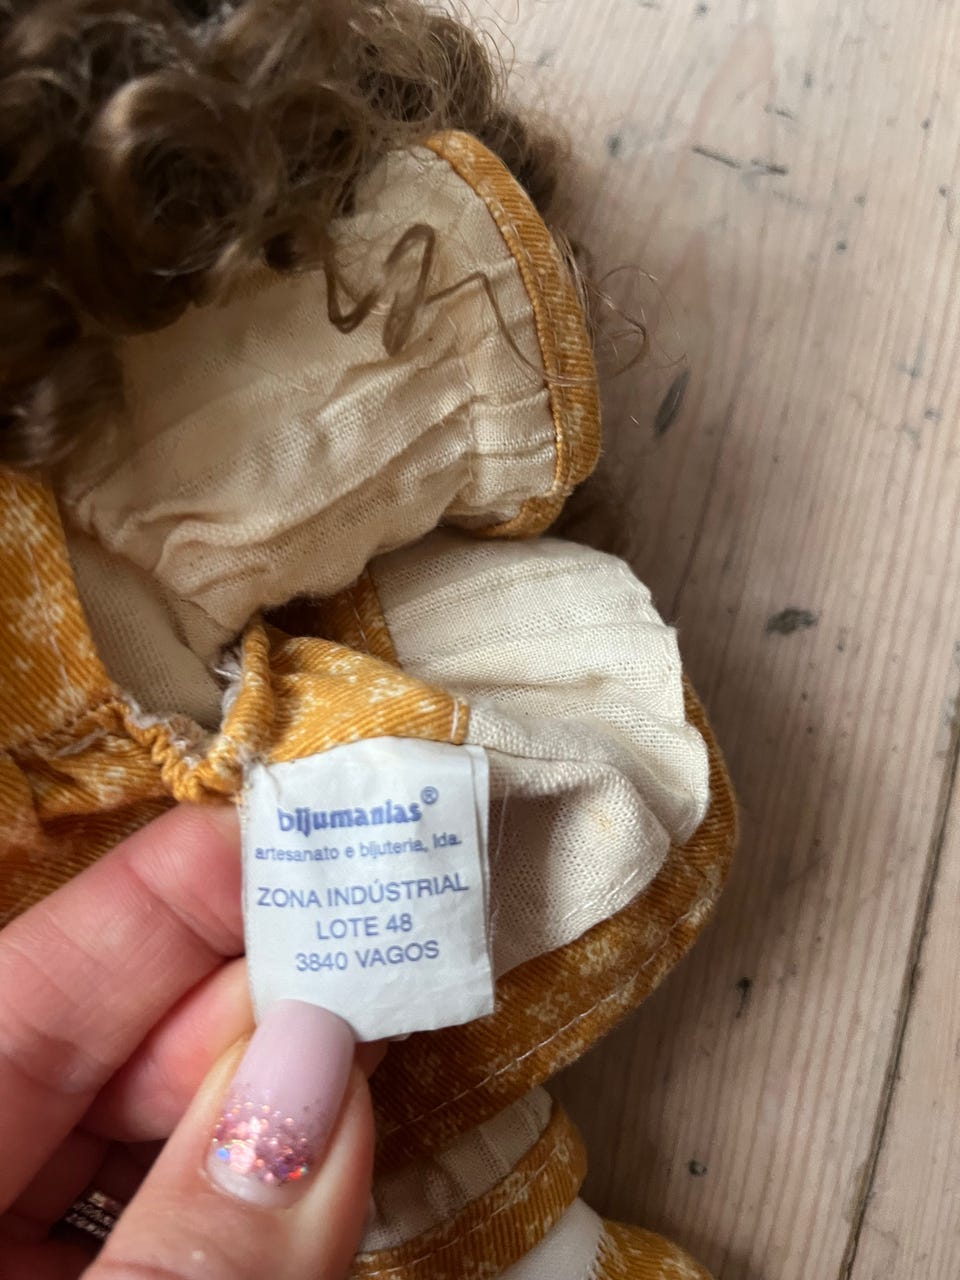 bijumanias®
artesanato e bijuteria, lda.
ZONA INDÚSTRIAL
LOTE 48
3840 VAGOS